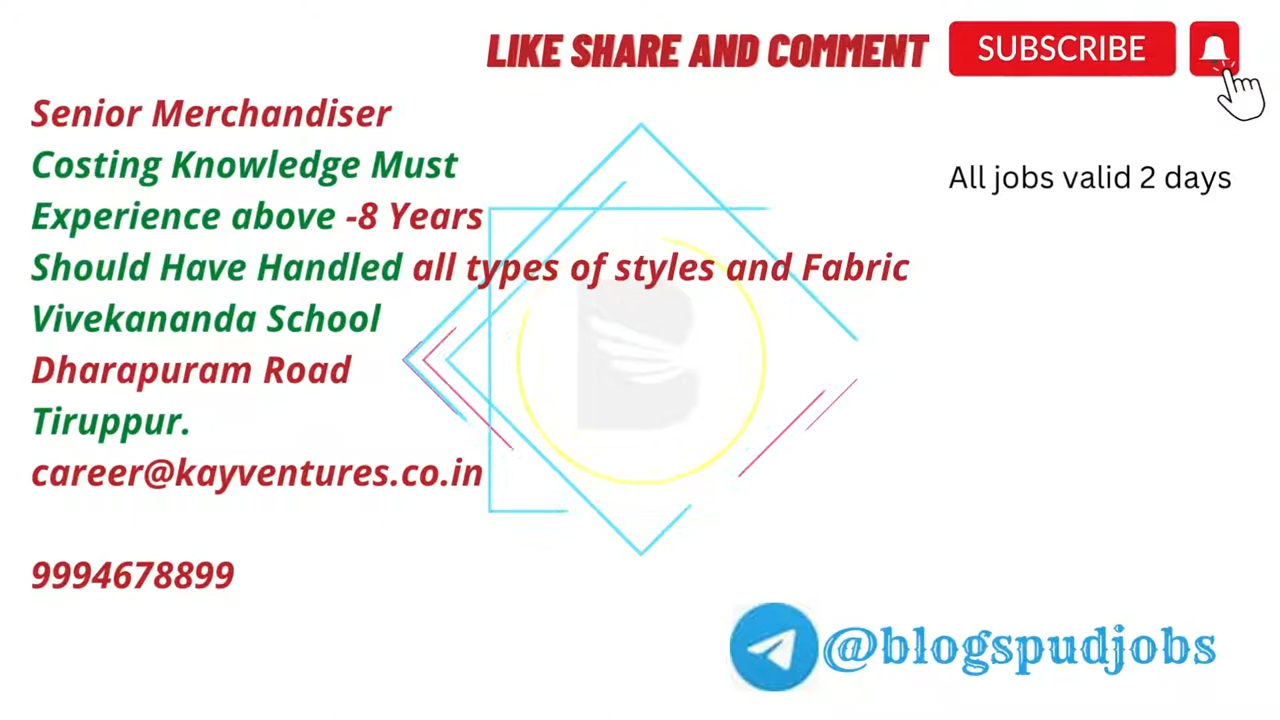 LIKE SHARE AND COMMENT
SUBSCRIBE
Senior Merchandiser
Costing Knowledge Must
Experience above -8 Years
Should Have Handled all types of styles and Fabric
Vivekananda School
Dharapuram Road
Tiruppur.
career@kayventures.co.in
9994678899
All jobs valid 2 days
B
@blogspudjobs